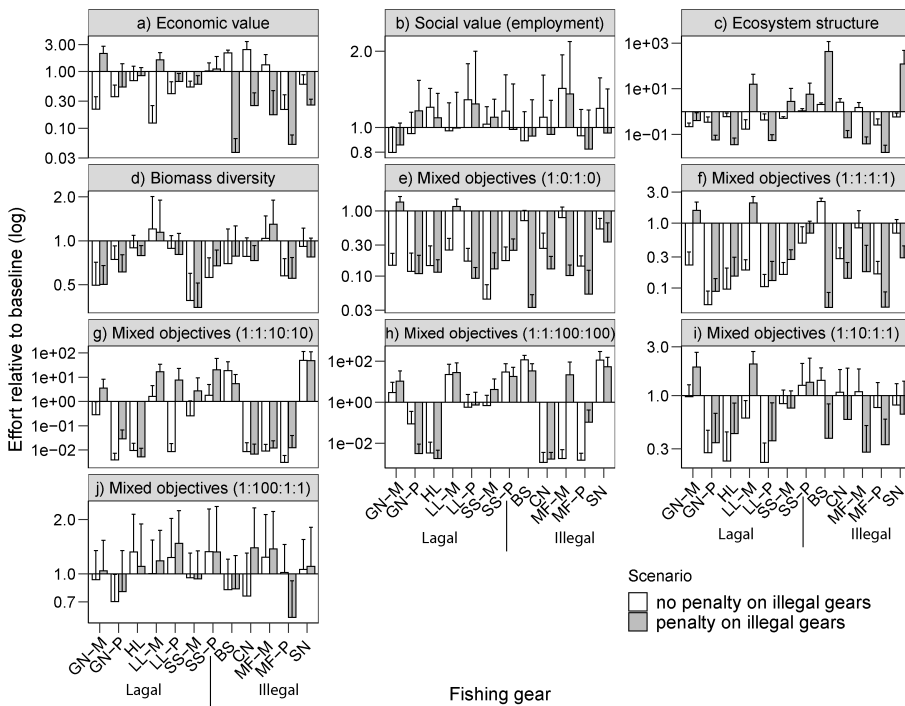 a) Economic value
b) Social value (employment)
c) Ecosystem structure
3.00
1.00
0.30
0.10
0.03
2.0
1.0
0.8
1e+03
1e−01
d) Biomass diversity
e) Mixed objectives (1:0:1:0)
f) Mixed objectives (1:1:1:1)
2.0
1.0
0.5
1.00
0.30
0.10
0.03
3.0
1.0
0.3
0.1
g) Mixed objectives (1:1:10:10)
h) Mixed objectives (1:1:100:100)
i) Mixed objectives (1:10:1:1)
1e+02
1e+01
1e+00
1e−02
1e+02
1e+00
1e−02
3.0
1.0
0.3
j) Mixed objectives (1:100:1:1)
2.0
1.0
0.7
Effort relative to baseline (log)
GN−M GN−P HL LL−M LL−P SS−M SS−P BS CN MF−M MF−P SN
Lagal Illegal
GN−M GN−P HL LL−M LL−P SS−M SS−P BS CN MF−M MF−P SN
Lagal Illegal
GN−M GN−P HL LL−M LL−P SS−M SS−P BS CN MF−M MF−P SN
Lagal Illegal
Scenario
no penalty on illegal gears
penalty on illegal gears
Fishing gear